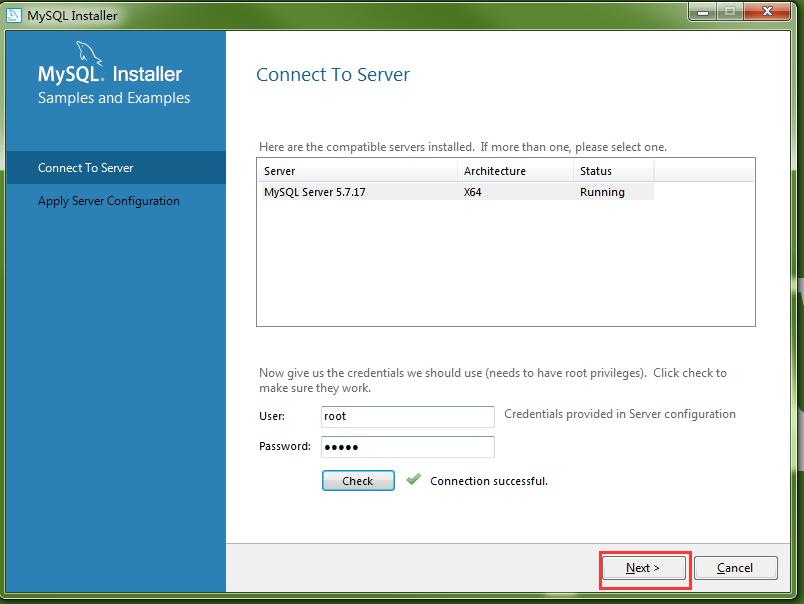 MySQL Installer
MySQL. Installer
Samples and Examples
Connect To Server
Apply Server Configuration
Connect To Server
Here are the compatible servers installed. If more than one, please select one.
Server Architecture Status
MySQL Server 5.7.17 X64 Running
Now give us the credentials we should use (needs to have root privileges). Click check to
make sure they work.
User: root Credentials provided in Server configuration
Password: •••••
Check Connection successful.
Next > Cancel